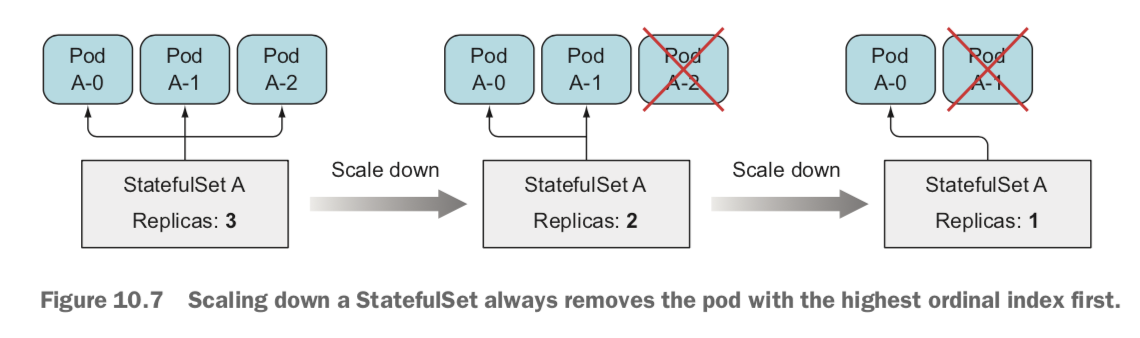 Pod
A-0
Pod
A-1
Pod
A-2
StatefulSet A
Replicas: 3
Scale down
Pod
A-0
Pod
A-1
Pod
A-2
StatefulSet A
Replicas: 2
Scale down
Pod
A-0
Pod
A-1
StatefulSet A
Replicas: 1
Figure 10.7 Scaling down a StatefulSet always removes the pod with the highest ordinal index first.